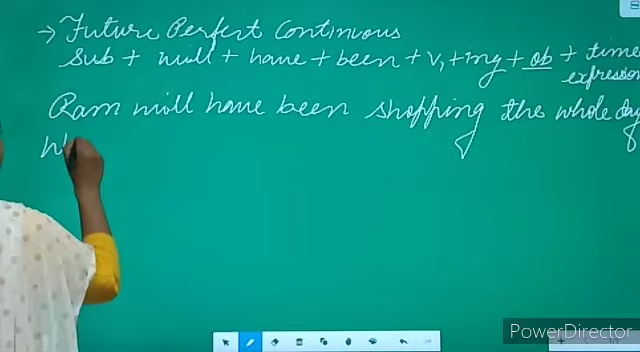 → Future Perfect Continuous
Sub + will + have + been + V₁+ing + ob + time
expression
Ram will have been shopping the whole day
PowerDirector